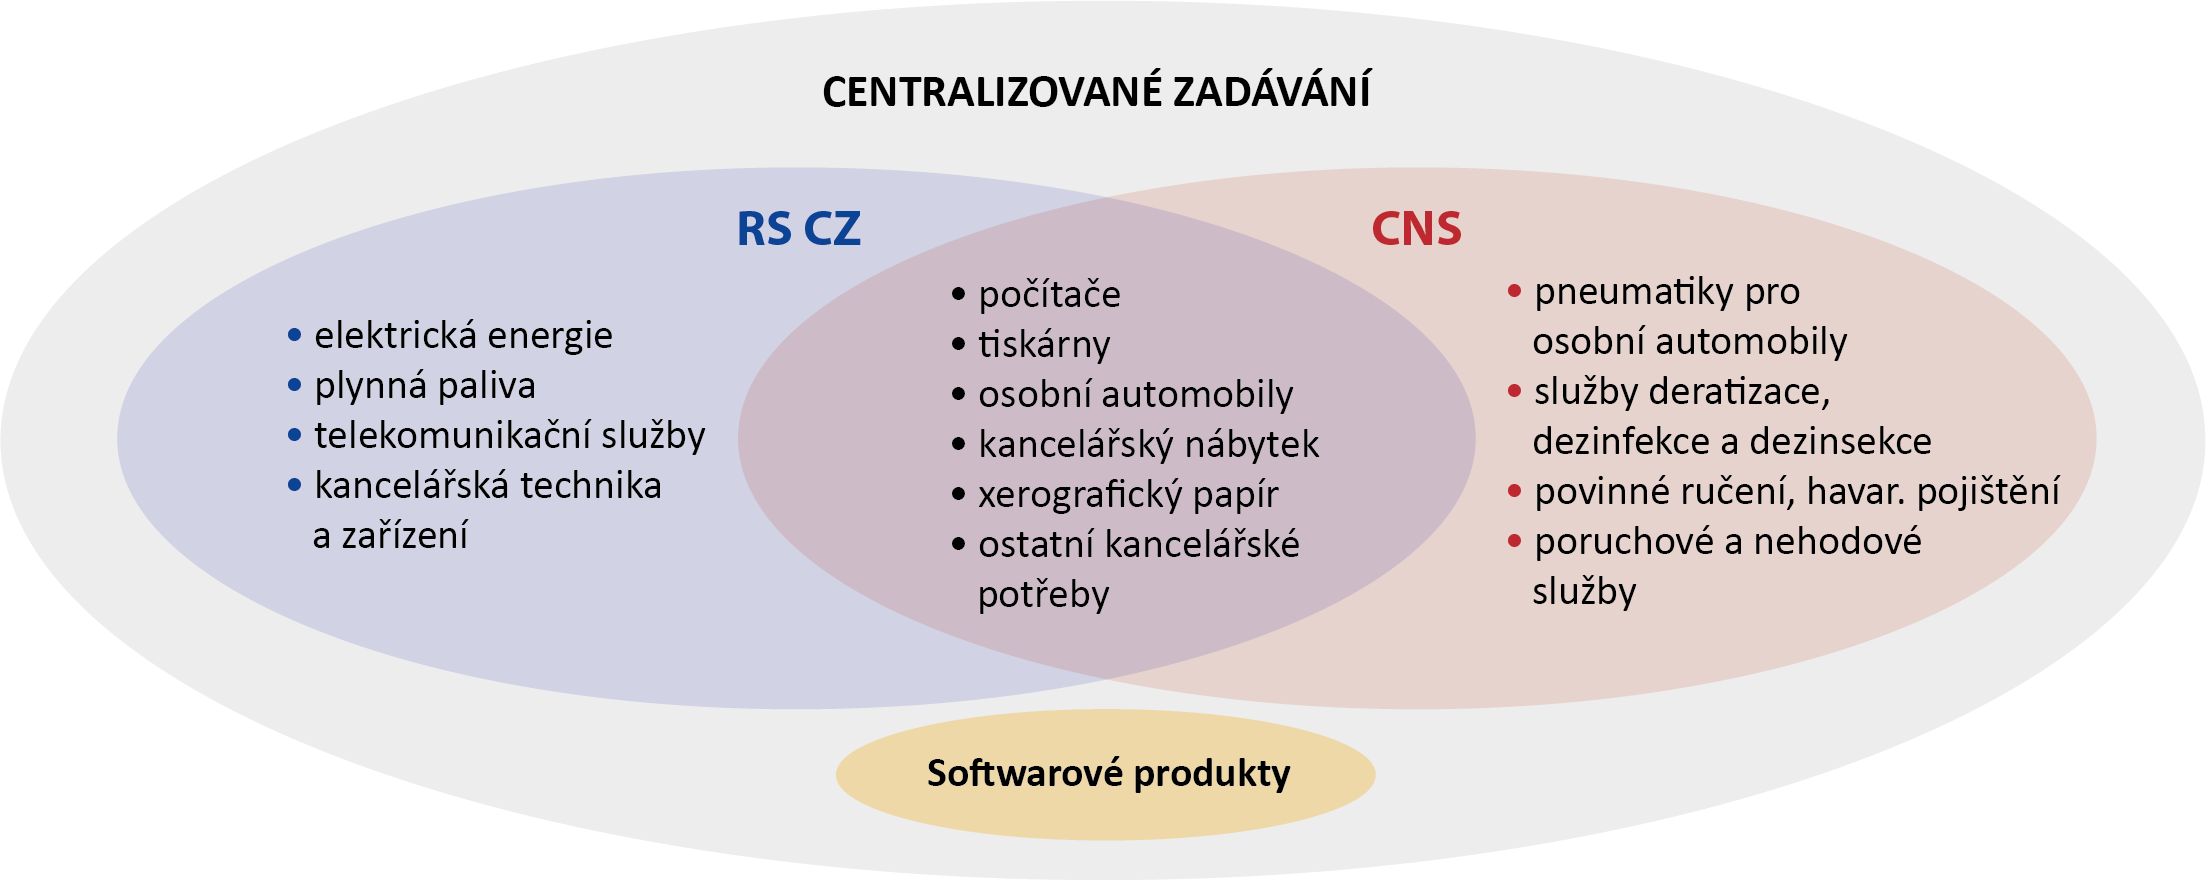 CENTRALIZOVANÉ ZADÁVÁNÍ
RS CZ
• elektrická energie
• plynná paliva
• telekomunikační služby
• kancelářská technika
a zařízení
• počítače
• tiskárny
• osobní automobily
• kancelářský nábytek
• xerografický papír
• ostatní kancelářské
potřeby
CNS
• pneumatiky pro
osobní automobily
• služby deratizace,
dezinfekce a dezinsekce
• povinné ručení, havar. pojištění
• poruchové a nehodové
služby
Softwarové produkty